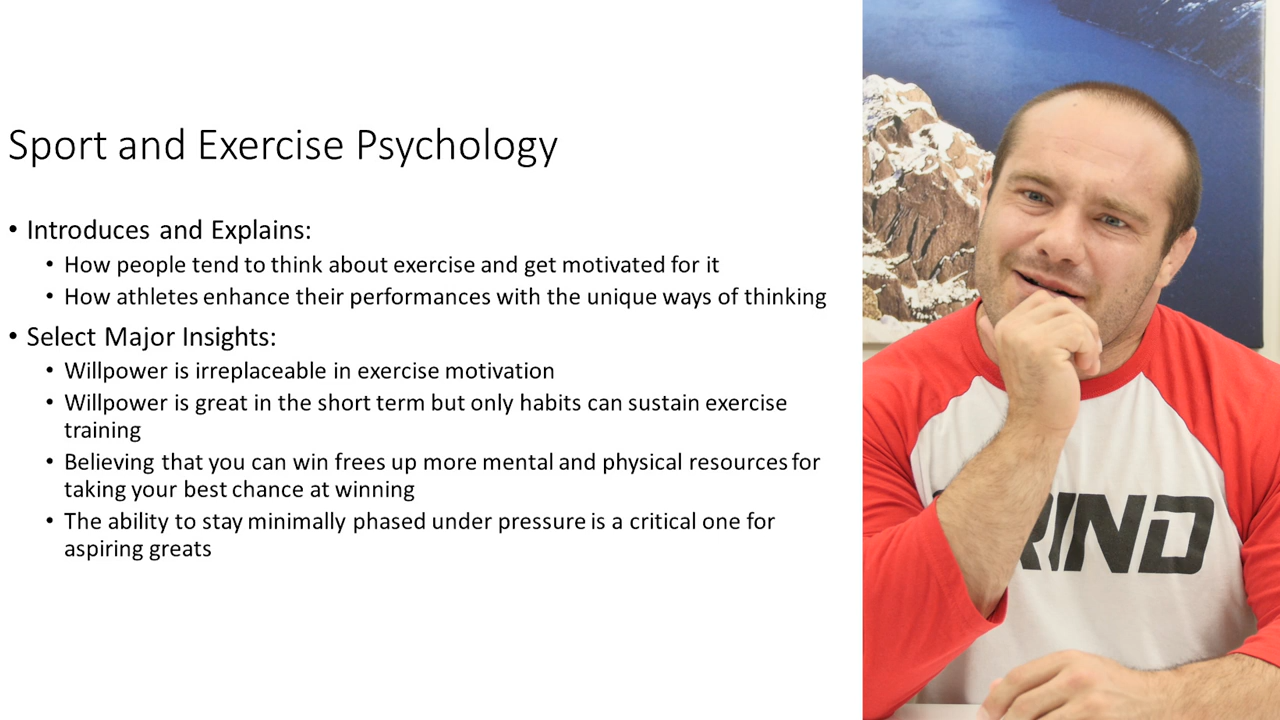 Sport and Exercise Psychology
• Introduces and Explains:
• How people tend to think about exercise and get motivated for it
• How athletes enhance their performances with the unique ways of thinking
• Select Major Insights:
• Willpower is irreplaceable in exercise motivation
• Willpower is great in the short term but only habits can sustain exercise
training
• Believing that you can win frees up more mental and physical resources for
taking your best chance at winning
• The ability to stay minimally phased under pressure is a critical one for
aspiring greats